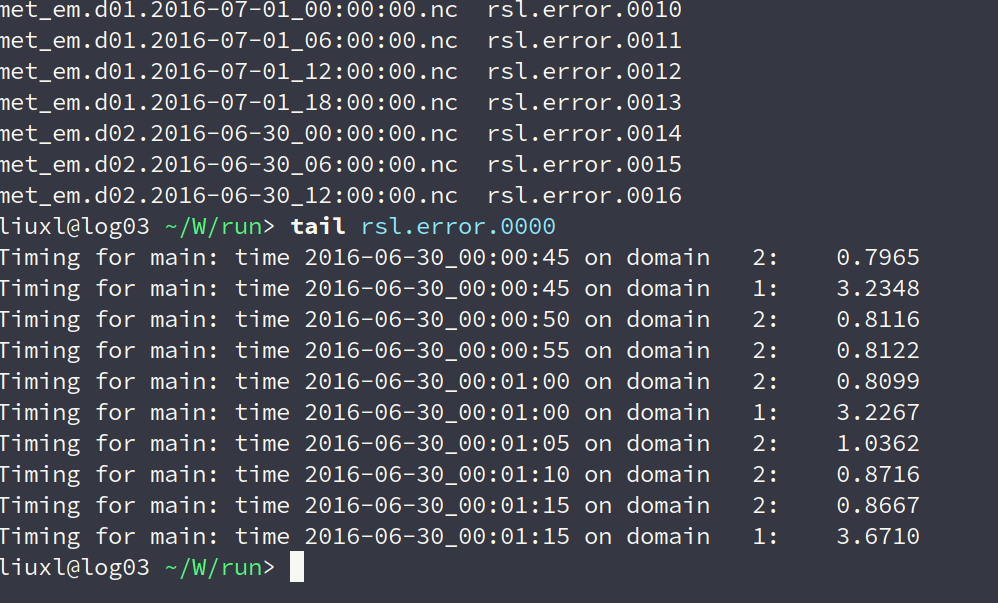 met_em.d01.2016-07-01_00:00:00.nc  rsl.error.0010
met_em.d01.2016-07-01_06:00:00.nc  rsl.error.0011
met_em.d01.2016-07-01_12:00:00.nc  rsl.error.0012
met_em.d01.2016-07-01_18:00:00.nc  rsl.error.0013
met_em.d02.2016-06-30_00:00:00.nc  rsl.error.0014
met_em.d02.2016-06-30_06:00:00.nc  rsl.error.0015
met_em.d02.2016-06-30_12:00:00.nc  rsl.error.0016
liuxl@log03 ~/W/run> tail rsl.error.0000
Timing for main: time 2016-06-30_00:00:45 on domain   2:    0.7965
Timing for main: time 2016-06-30_00:00:45 on domain   1:    3.2348
Timing for main: time 2016-06-30_00:00:50 on domain   2:    0.8116
Timing for main: time 2016-06-30_00:00:55 on domain   2:    0.8122
Timing for main: time 2016-06-30_00:01:00 on domain   2:    0.8099
Timing for main: time 2016-06-30_00:01:00 on domain   1:    3.2267
Timing for main: time 2016-06-30_00:01:05 on domain   2:    1.0362
Timing for main: time 2016-06-30_00:01:10 on domain   2:    0.8716
Timing for main: time 2016-06-30_00:01:15 on domain   2:    0.8667
Timing for main: time 2016-06-30_00:01:15 on domain   1:    3.6710
liuxl@log03 ~/W/run>